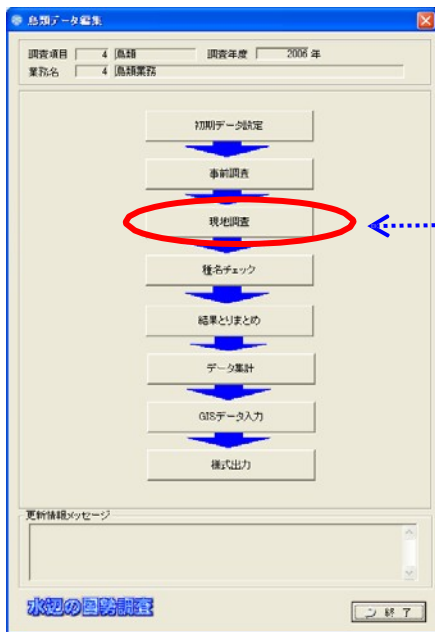 鳥類データ編集
調査項目 4 鳥類 調査年度 2006 年
業務名 4 鳥類業務
初期データ設定
事前調査
現地調査
種名チェック
結果とりまとめ
データ集計
GISデータ入力
様式出力
更新情報メッセージ
水辺の国勢調査 終 了